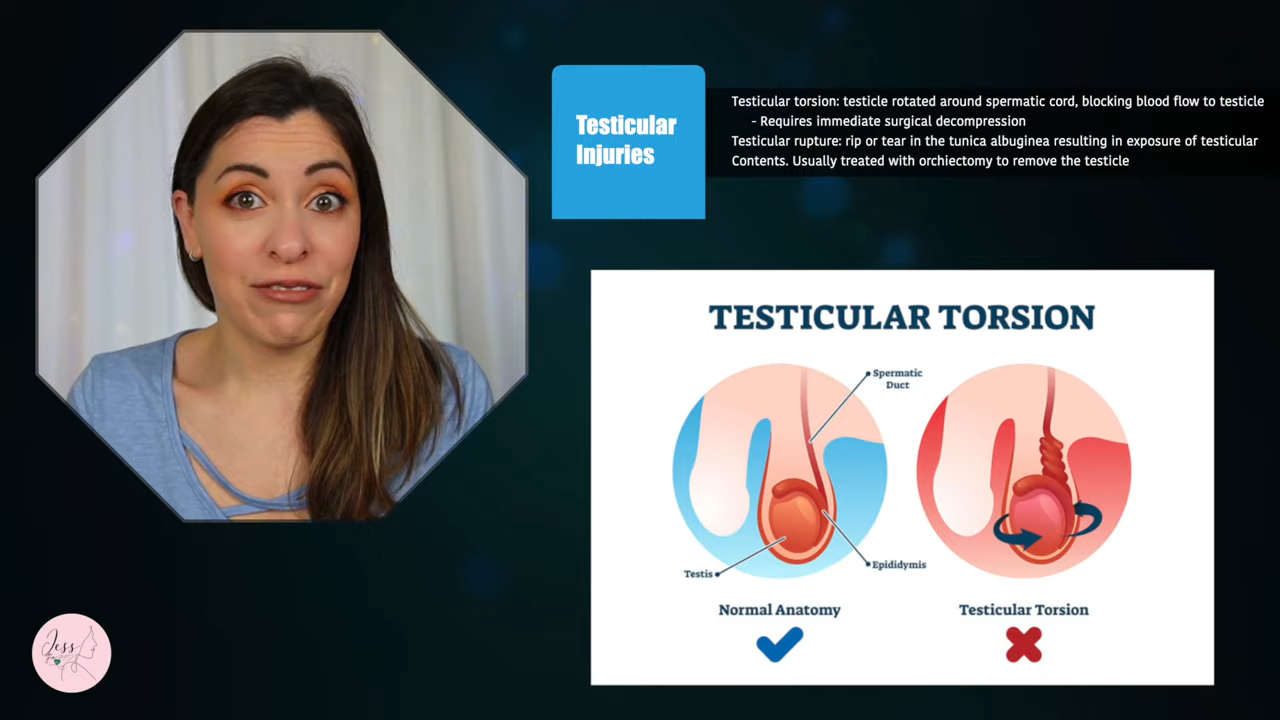 Testicular
Injuries
Testicular torsion: testicle rotated around spermatic cord, blocking blood flow to testicle
- Requires immediate surgical decompression
Testicular rupture: rip or tear in the tunica albuginea resulting in exposure of testicular
Contents. Usually treated with orchiectomy to remove the testicle
TESTICULAR TORSION
Spermatic
Duct
Testis
Epididymis
Normal Anatomy
Testicular Torsion
Jess